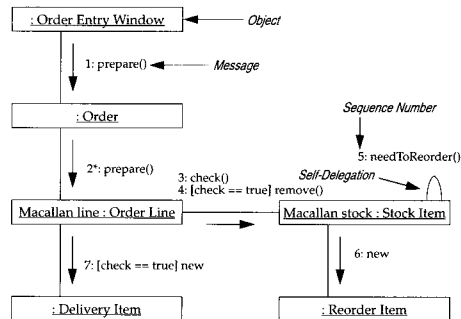 : Order Entry Window
Object
1: prepare()
Message
: Order
Sequence Number
5: needToReorder()
2*: prepare()
3: check()
4: [check == true] remove()
Self-Delegation
Macallan line : Order Line
Macallan stock : Stock Item
7: [check == true] new
6: new
: Delivery Item
: Reorder Item